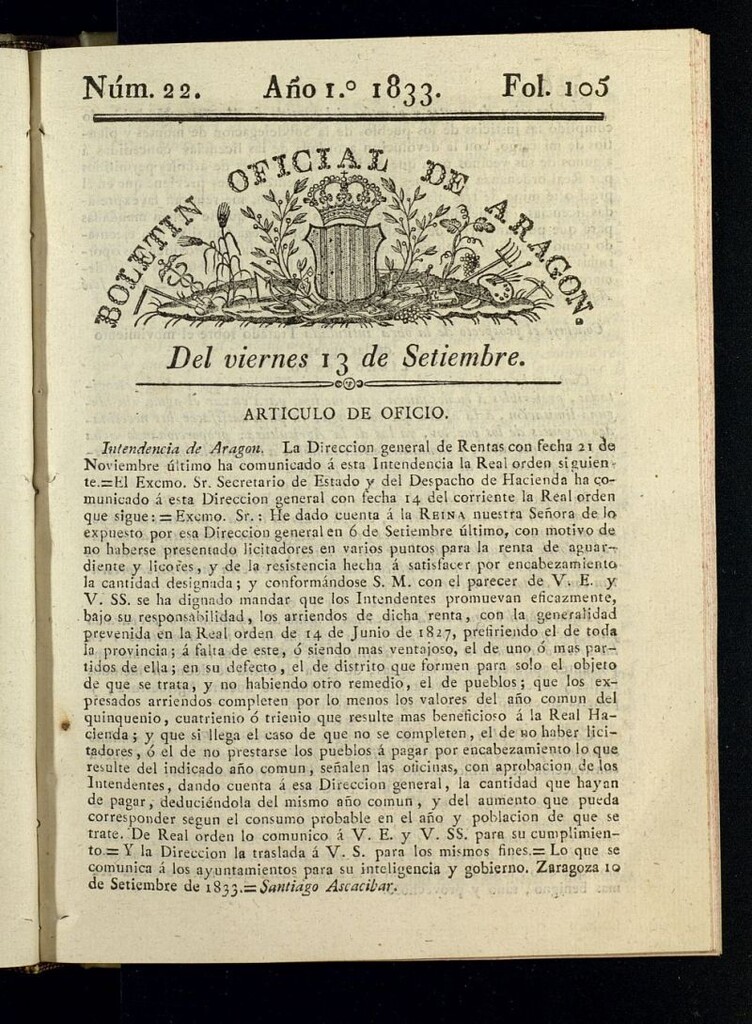 Núm. 22. Año 1.º 1833. Fol. 105
BOLETIN OFICIAL DE ARAGON.
Del viernes 13 de Setiembre.
ARTICULO DE OFICIO.
Intendencia de Aragon. La Direccion general de Rentas con fecha 21 de
Noviembre último ha comunicado á esta Intendencia la Real orden siguien-
te.=El Excmo. Sr. Secretario de Estado y del Despacho de Hacienda ha co-
municado á esta Direccion general con fecha 14 del corriente la Real orden
que sigue: = Excmo. Sr.: He dado cuenta á la REINA nuestra Señora de lo
expuesto por esa Direccion general en 6 de Setiembre último, con motivo de
no haberse presentado licitadores en varios puntos para la renta de aguar-
diente y licores, y de la resistencia hecha á satisfacer por encabezamiento
la cantidad designada; y conformándose S. M. con el parecer de V. E. y
V. SS. se ha dignado mandar que los Intendentes promuevan eficazmente,
bajo su responsabilidad, los arriendos de dicha renta, con la generalidad
prevenida en la Real orden de 14 de Junio de 1827, prefiriendo el de toda
la provincia; á falta de este, ó siendo mas ventajoso, el de uno ó mas par-
tidos de ella; en su defecto, el de distrito que formen para solo el objeto
de que se trata, y no habiendo otro remedio, el de pueblos; que los ex-
presados arriendos completen por lo menos los valores del año comun del
quinquenio, cuatrienio ó trienio que resulte mas beneficioso á la Real Ha-
cienda; y que si llega el caso de que no se completen, el de no haber lici-
tadores, ó el de no prestarse los pueblos á pagar por encabezamiento lo que
resulte del indicado año comun, señalen las oficinas, con aprobacion de los
Intendentes, dando cuenta á esa Direccion general, la cantidad que hayan
de pagar, deduciéndola del mismo año comun, y del aumento que pueda
corresponder segun el consumo probable en el año y poblacion de que se
trate. De Real orden lo comunico á V. E. y V. SS. para su cumplimien-
to.= Y la Direccion la traslada á V. S. para los mismos fines.= Lo que se
comunica á los ayuntamientos para su inteligencia y gobierno. Zaragoza 10
de Setiembre de 1833.= Santiago Ascacibar.